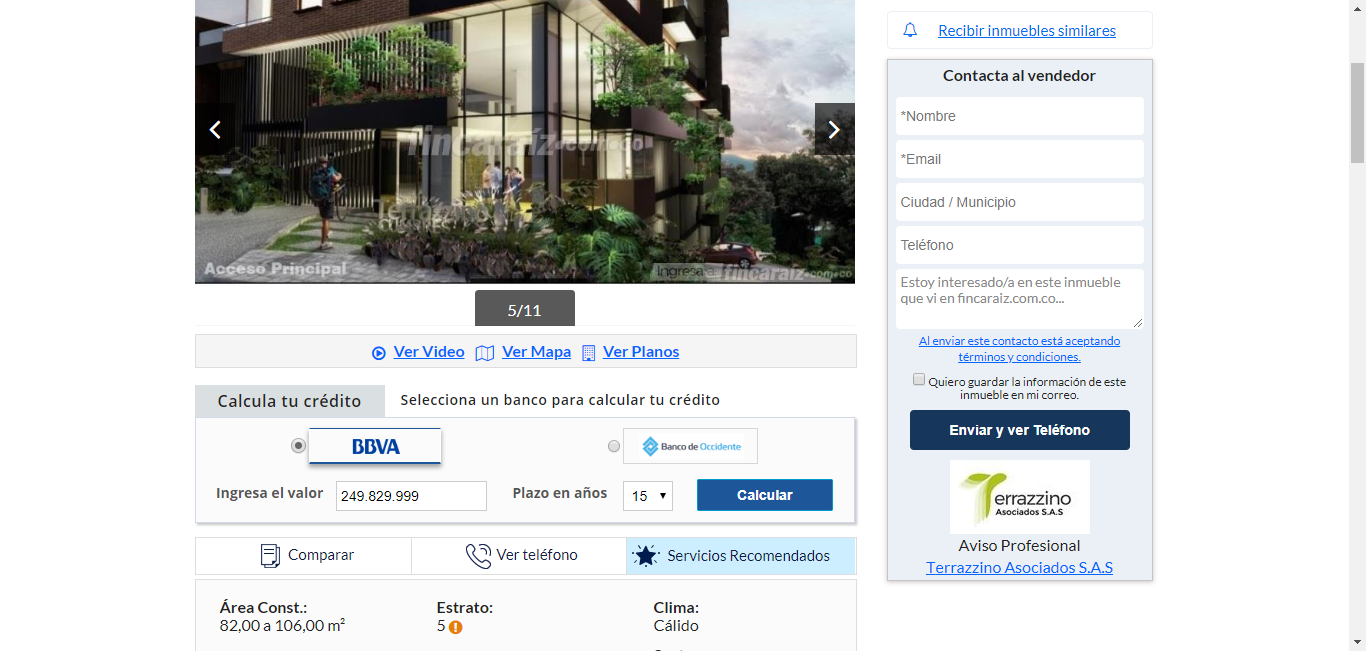 fincaraíz.com.co
Acceso Principal
Ingresa a fincaraíz.com.co
5/11
Ver Video
Ver Mapa
Ver Planos
Calcula tu crédito
Selecciona un banco para calcular tu crédito
BBVA
Banco de Occidente
Ingresa el valor
249.829.999
Plazo en años
15
Calcular
Comparar
Ver teléfono
Servicios Recomendados
Área Const.:
82,00 a 106,00 m²
Estrato:
5
Clima:
Cálido
Recibir inmuebles similares
Contacta al vendedor
*Nombre
*Email
Ciudad / Municipio
Teléfono
Estoy interesado/a en este inmueble
que vi en fincaraiz.com.co...
Al enviar este contacto está aceptando
términos y condiciones.
Quiero guardar la información de este
inmueble en mi correo.
Enviar y ver Teléfono
Terrazzino
Asociados S.A.S
Aviso Profesional
Terrazzino Asociados S.A.S